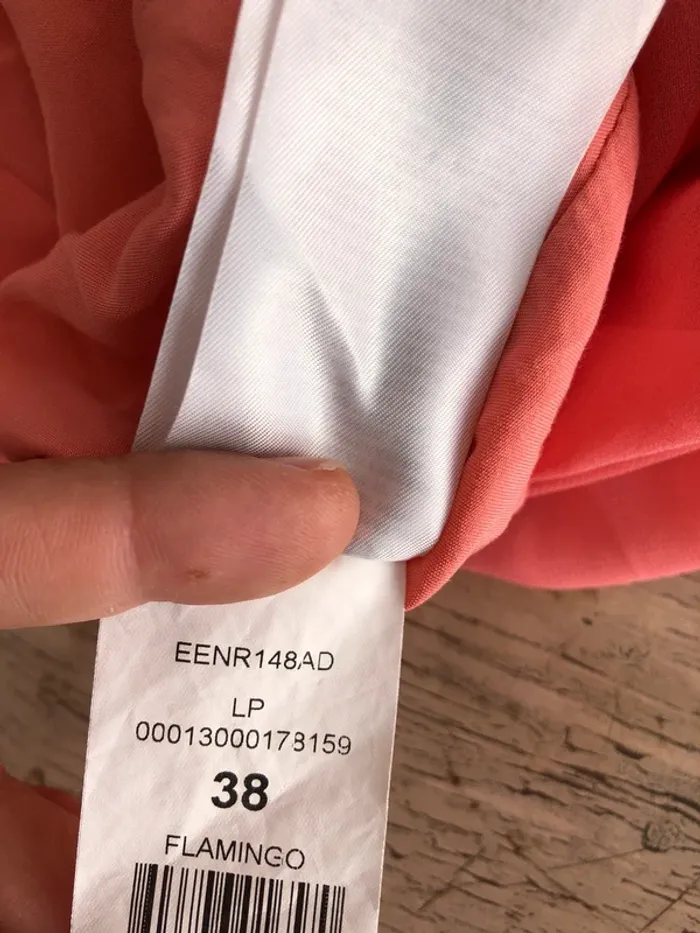 EENR148AD
LP
00013000178159
38
FLAMINGO